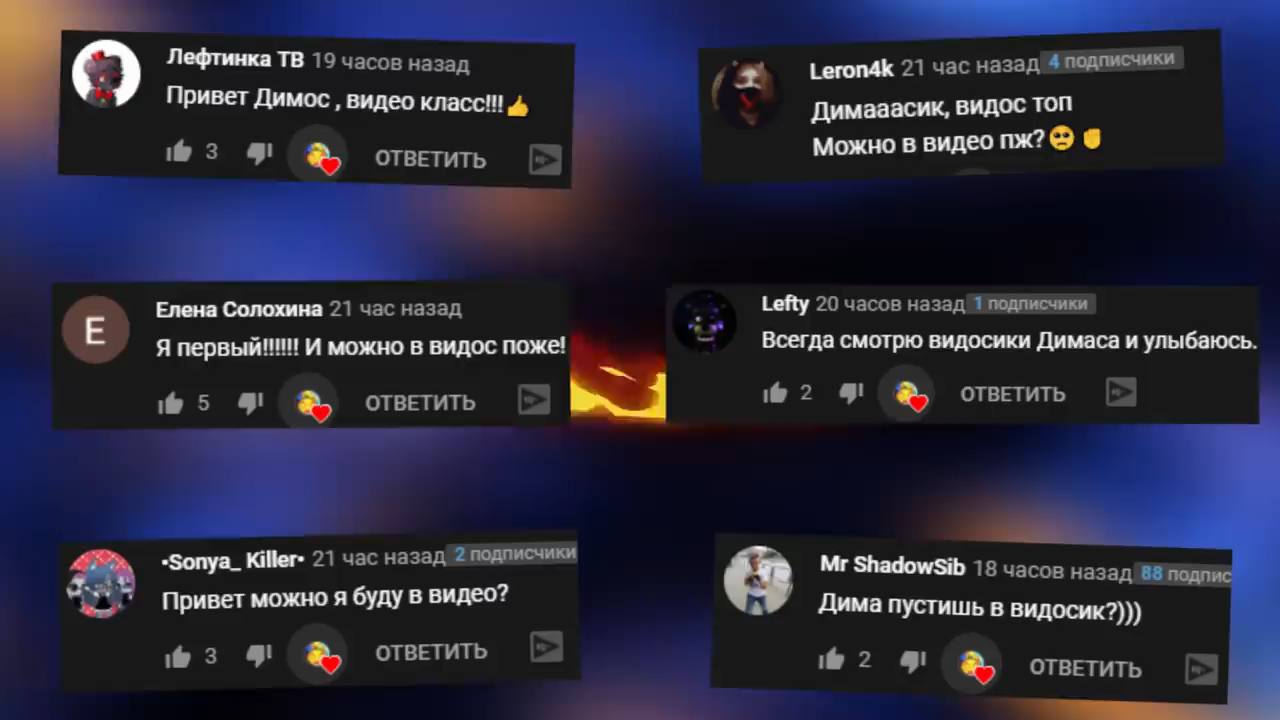 Лефтинка ТВ 19 часов назад
Привет Димос , видео класс!!!👍
3 ОТВЕТИТЬ
Leron4k 21 час назад 4 подписчики
Димааасик, видос топ
Можно в видео пж?🥺✊
Елена Солохина 21 час назад
E
Я первый!!!!!! И можно в видос поже!
5 ОТВЕТИТЬ
Lefty 20 часов назад 1 подписчики
Всегда смотрю видосики Димаса и улыбаюсь.
2 ОТВЕТИТЬ
•Sonya_ Killer• 21 час назад 2 подписчики
Привет можно я буду в видео?
3 ОТВЕТИТЬ
Mr ShadowSib 18 часов назад 88 подпис
Дима пустишь в видосик?)))
2 ОТВЕТИТЬ